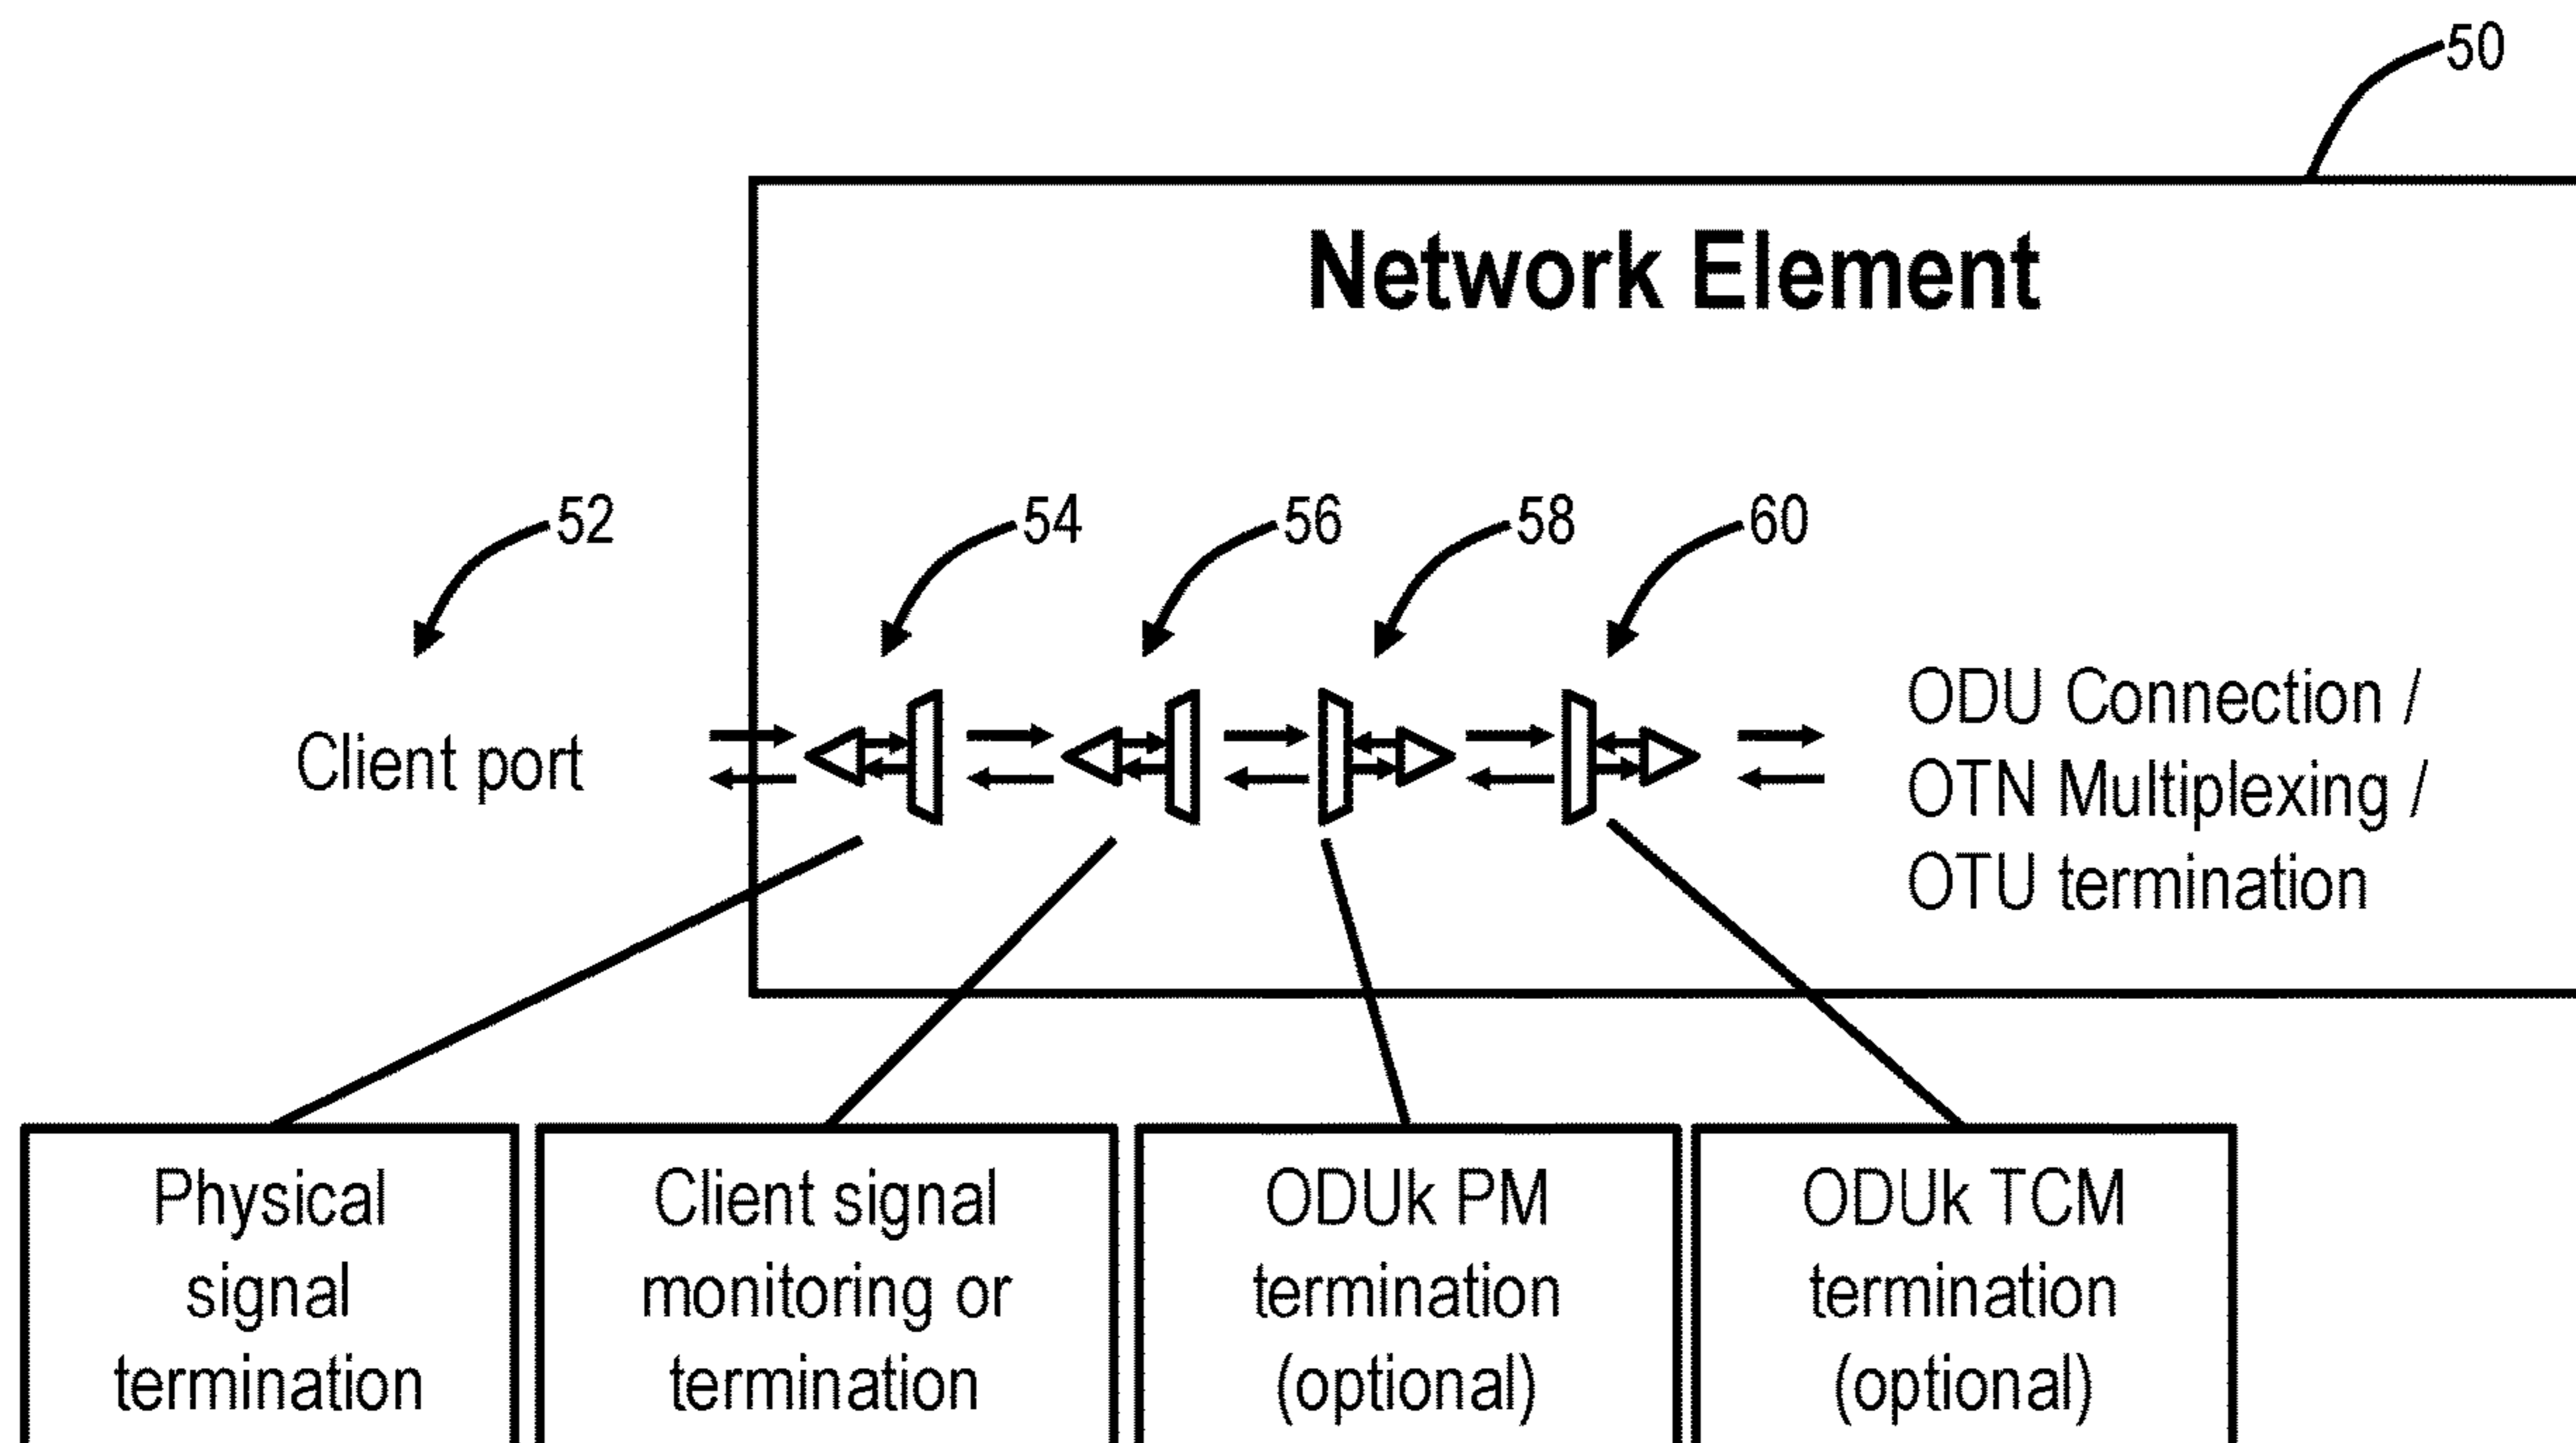 50
Network Element
52
54
56
58
60
Client port
ODU Connection /
OTN Multiplexing /
OTU termination
Physical
signal
termination
Client signal
monitoring or
termination
ODUk PM
termination
(optional)
ODUk TCM
termination
(optional)